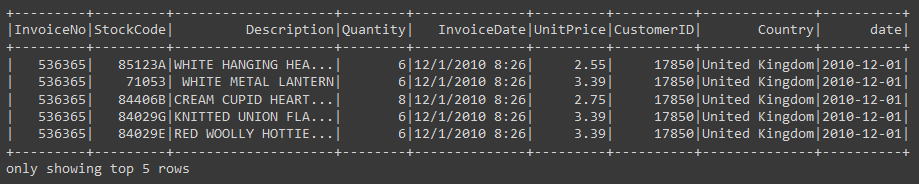 +---------+---------+--------------------+--------+--------------+---------+----------+--------------+----------+
|InvoiceNo|StockCode|         Description|Quantity|   InvoiceDate|UnitPrice|CustomerID|       Country|      date|
+---------+---------+--------------------+--------+--------------+---------+----------+--------------+----------+
|   536365|   85123A|WHITE HANGING HEA...|       6|12/1/2010 8:26|     2.55|     17850|United Kingdom|2010-12-01|
|   536365|    71053| WHITE METAL LANTERN|       6|12/1/2010 8:26|     3.39|     17850|United Kingdom|2010-12-01|
|   536365|   84406B|CREAM CUPID HEART...|       8|12/1/2010 8:26|     2.75|     17850|United Kingdom|2010-12-01|
|   536365|   84029G|KNITTED UNION FLA...|       6|12/1/2010 8:26|     3.39|     17850|United Kingdom|2010-12-01|
|   536365|   84029E|RED WOOLLY HOTTIE...|       6|12/1/2010 8:26|     3.39|     17850|United Kingdom|2010-12-01|
+---------+---------+--------------------+--------+--------------+---------+----------+--------------+----------+
only showing top 5 rows